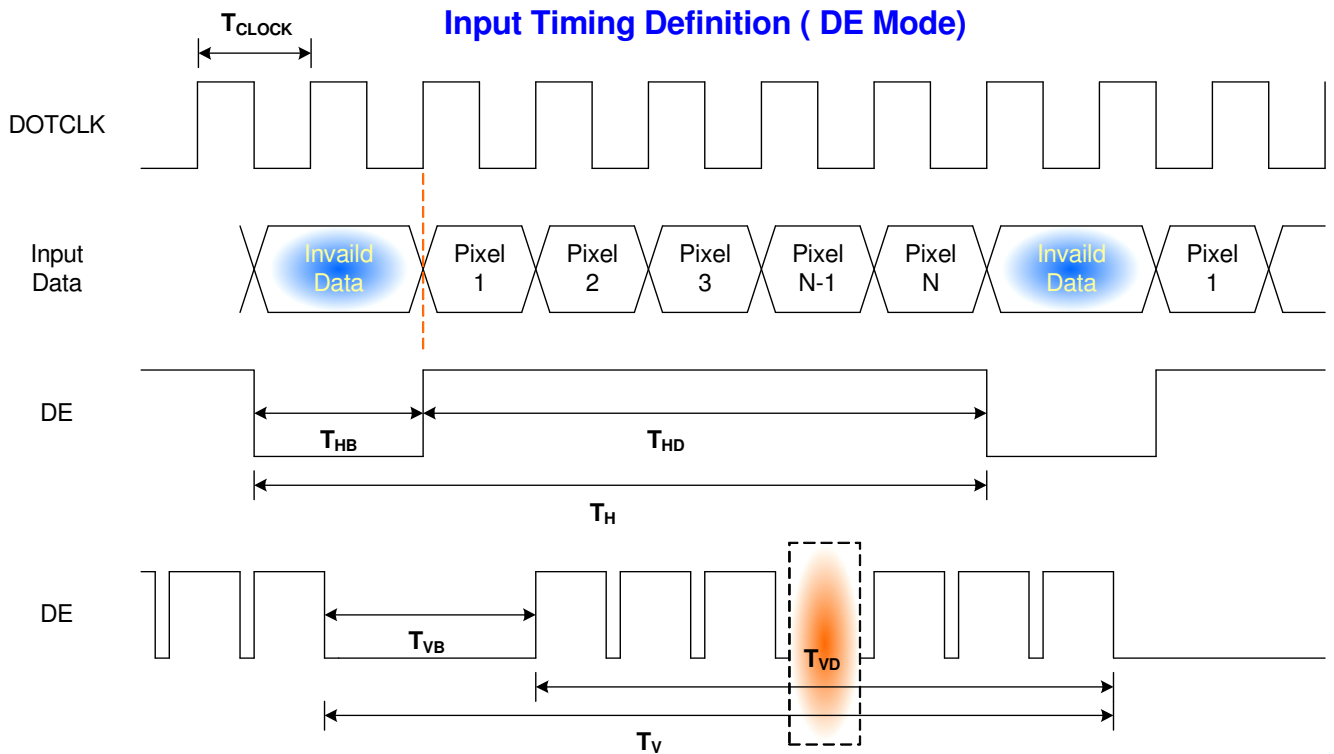 Input Timing Definition ( DE Mode)
TCLOCK
DOTCLK
Input
Data
Invaild
Data
Pixel
1
Pixel
2
Pixel
3
Pixel
N-1
Pixel
N
Invaild
Data
Pixel
1
DE
THB
THD
TH
DE
TVB
TVD
TV